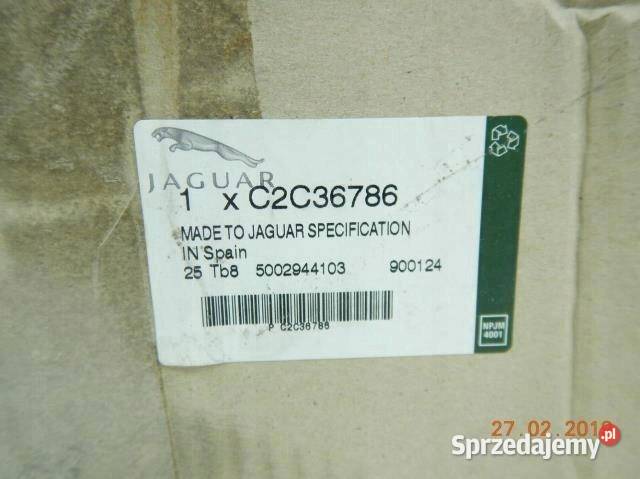 JAGUAR
1 x C2C36786
MADE TO JAGUAR SPECIFICATION
IN Spain
25 Tb8 5002944103 900124
P C2C36786
NPJM
4001
27.02.2018
Sprzedajemy.pl